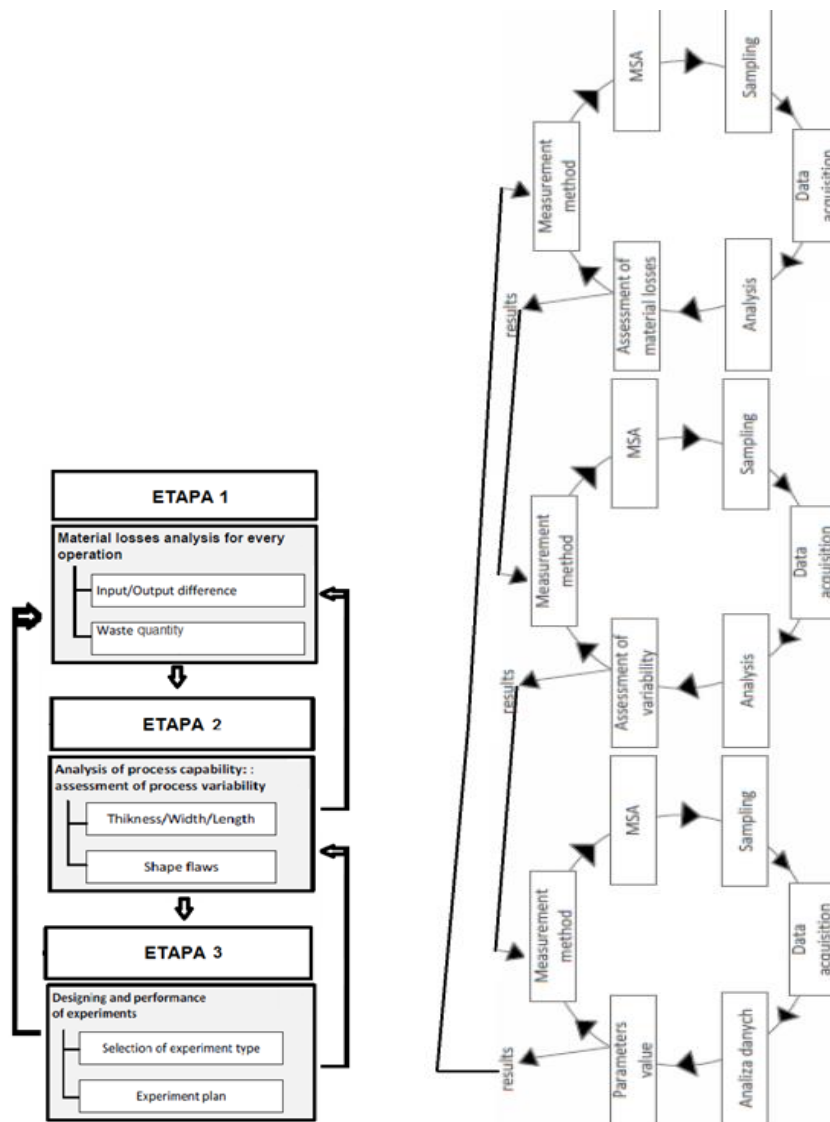 ETAPA 1
Material losses analysis for every
operation
Input/Output difference
Waste quantity
ETAPA 2
Analysis of process capability: :
assessment of process variability
Thikness/Width/Length
Shape flaws
ETAPA 3
Designing and performance
of experiments
Selection of experiment type
Experiment plan
Measurement
method
MSA
Sampling
Data
acquisition
Analysis
Assessment of
material losses
results
Measurement
method
MSA
Sampling
Data
acquisition
Analysis
Assessment of
variability
results
Measurement
method
MSA
Sampling
Data
acquisition
Analiza danych
Parameters
value
results